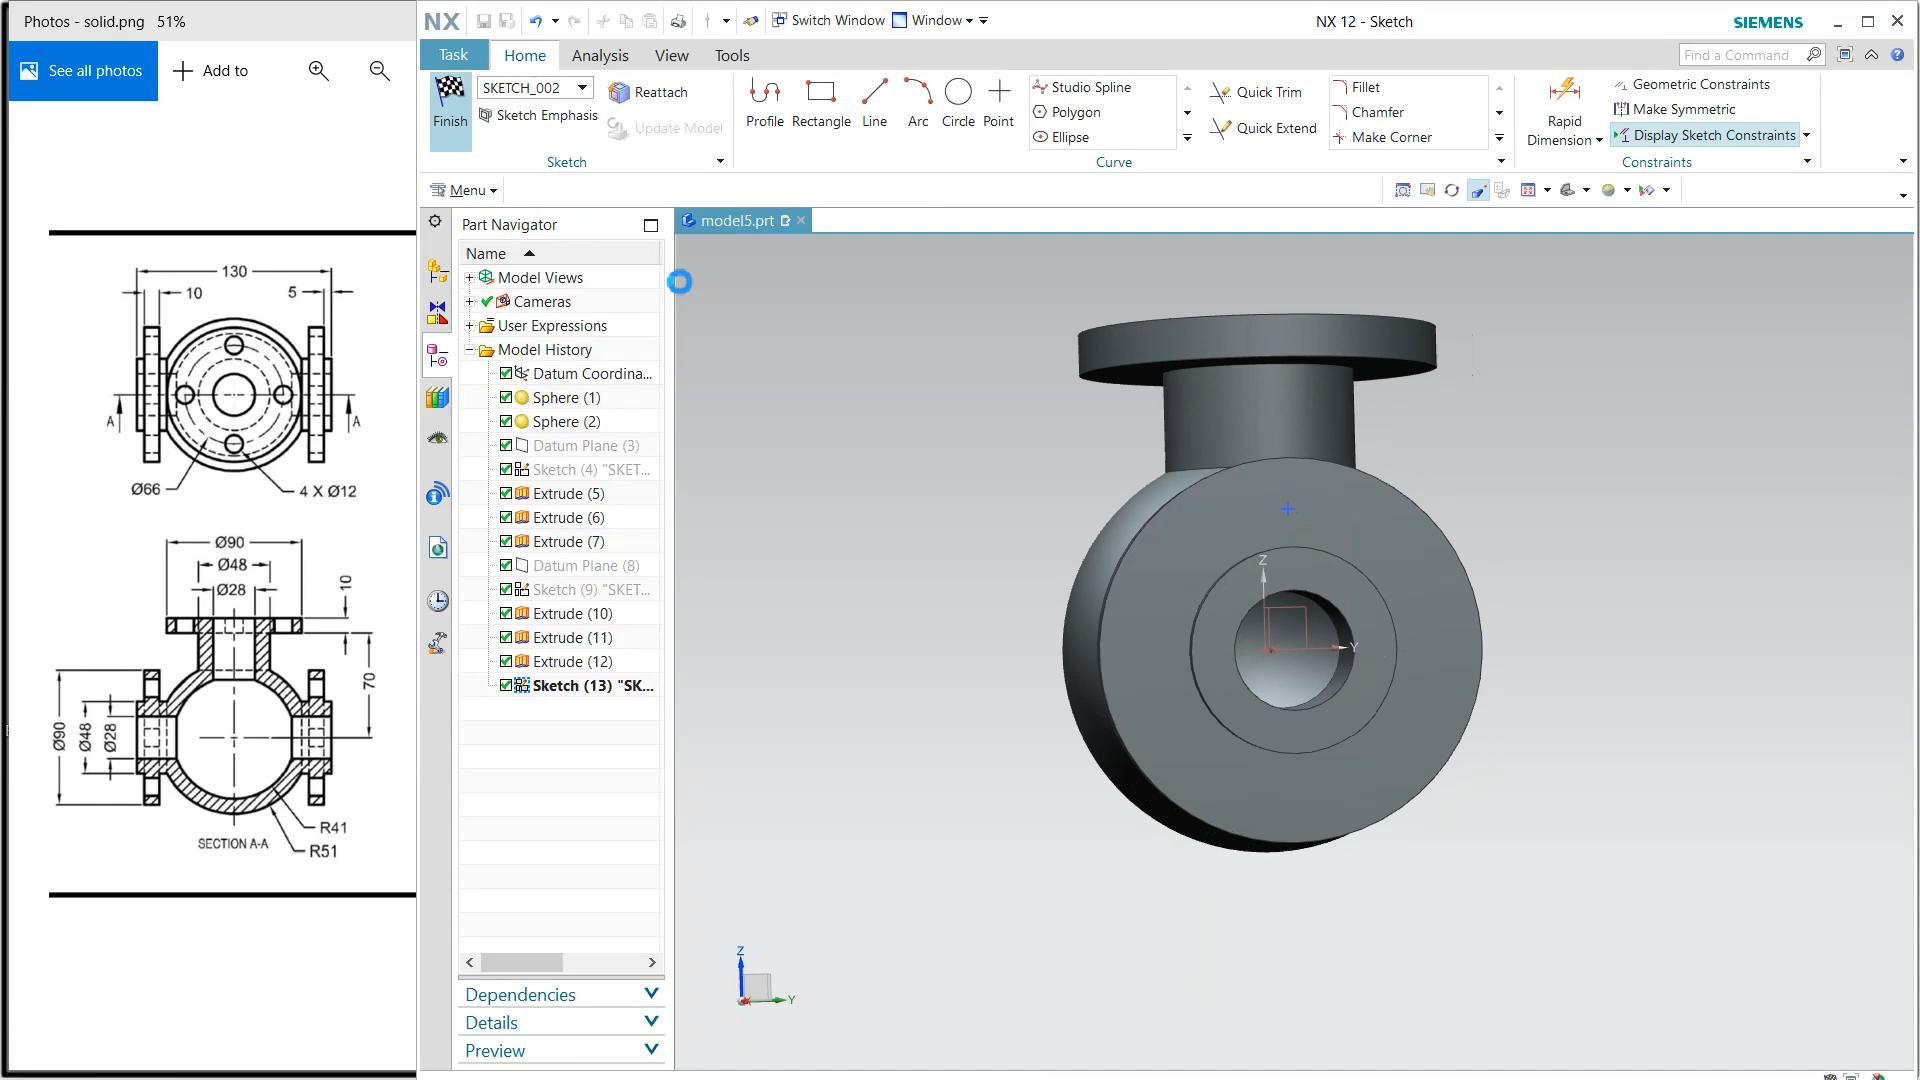 Photos - solid.png   51%
See all photos
Add to
130
10
5
A
A
Ø66
4 X Ø12
Ø90
Ø48
Ø28
10
70
Ø90
Ø48
Ø28
R41
SECTION A-A
R51
NX
Switch Window
Window
NX 12 - Sketch
SIEMENS
Task
Home
Analysis
View
Tools
Find a Command
Finish
SKETCH_002
Sketch Emphasis
Reattach
Update Model
Sketch
Profile
Rectangle
Line
Arc
Circle
Point
Studio Spline
Polygon
Ellipse
Quick Trim
Quick Extend
Fillet
Chamfer
Make Corner
Curve
Rapid
Dimension
Geometric Constraints
Make Symmetric
Display Sketch Constraints
Constraints
Menu
Part Navigator
model5.prt
Name
Model Views
Cameras
User Expressions
Model History
Datum Coordina...
Sphere (1)
Sphere (2)
Datum Plane (3)
Sketch (4) "SKET...
Extrude (5)
Extrude (6)
Extrude (7)
Datum Plane (8)
Sketch (9) "SKET...
Extrude (10)
Extrude (11)
Extrude (12)
Sketch (13) "SK...
Dependencies
Details
Preview
Z
Y
Z
Y